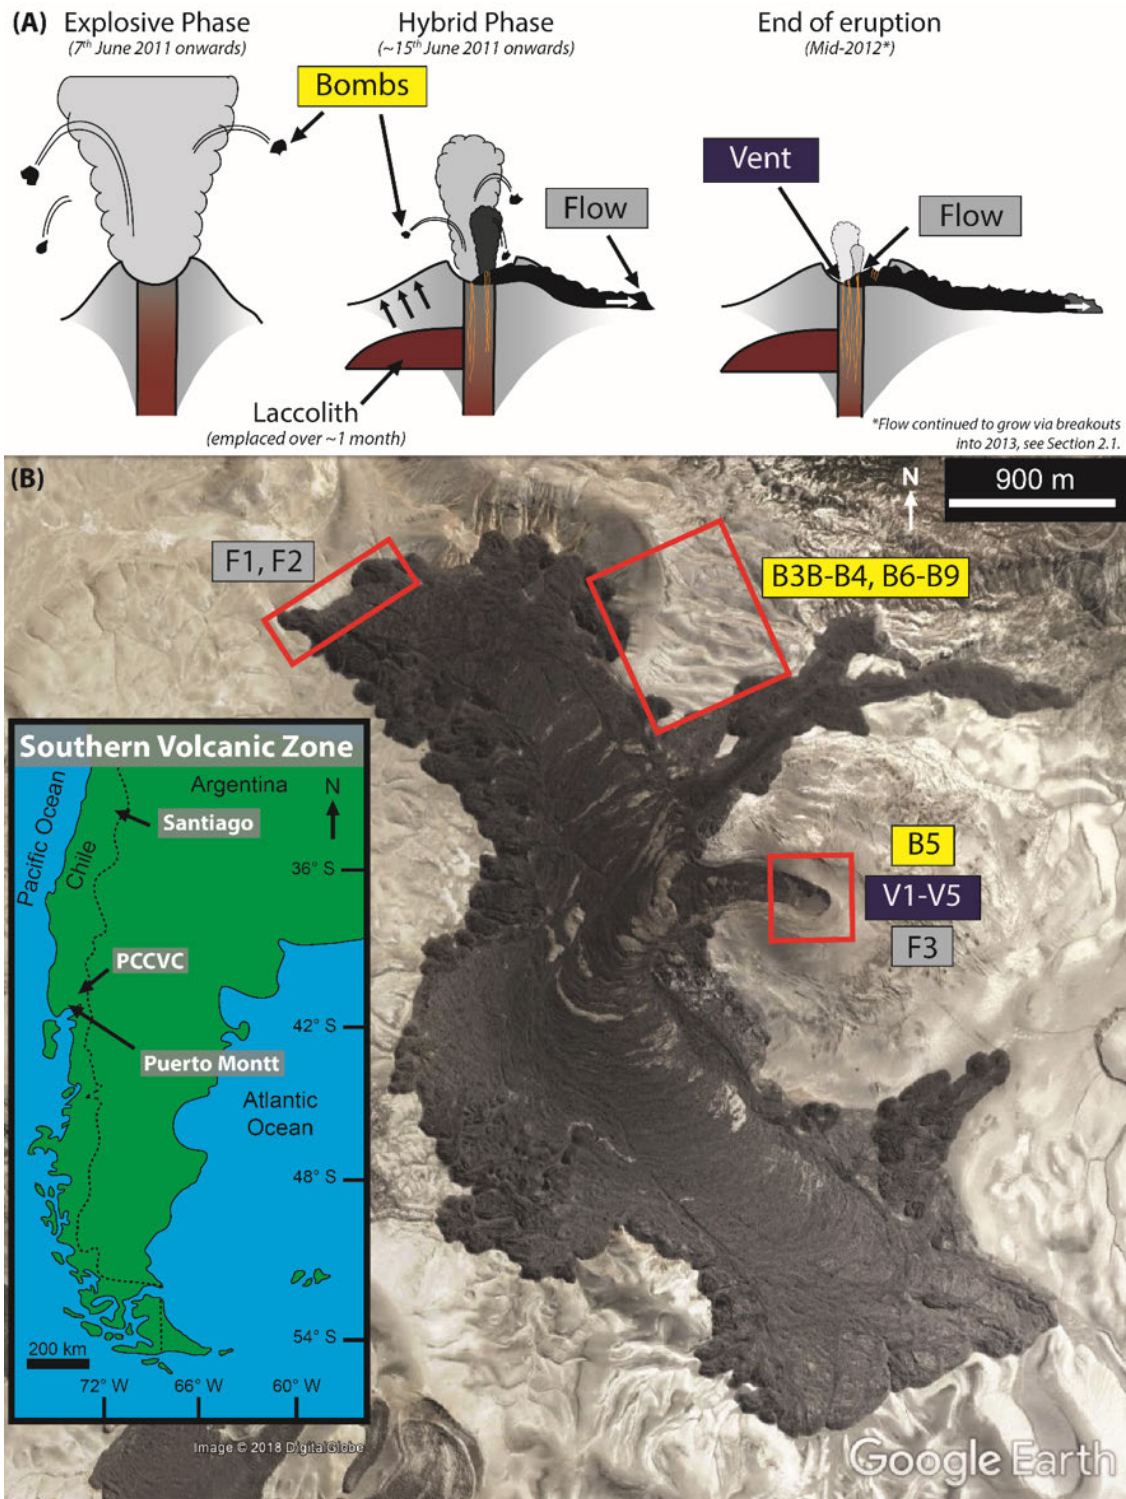 (A)
Explosive Phase
(7th June 2011 onwards)
Hybrid Phase
(~15th June 2011 onwards)
End of eruption
(Mid-2012*)
Bombs
Flow
Vent
Flow
Laccolith
(emplaced over ~1 month)
*Flow continued to grow via breakouts
into 2013, see Section 2.1.
(B)
N
900 m
F1, F2
B3B-B4, B6-B9
B5
V1-V5
F3
Southern Volcanic Zone
Pacific Ocean
Chile
Argentina
N
Santiago
36° S
PCCVC
42° S
Puerto Montt
Atlantic
Ocean
48° S
54° S
200 km
72° W
66° W
60° W
Image © 2018 DigitalGlobe
Google Earth